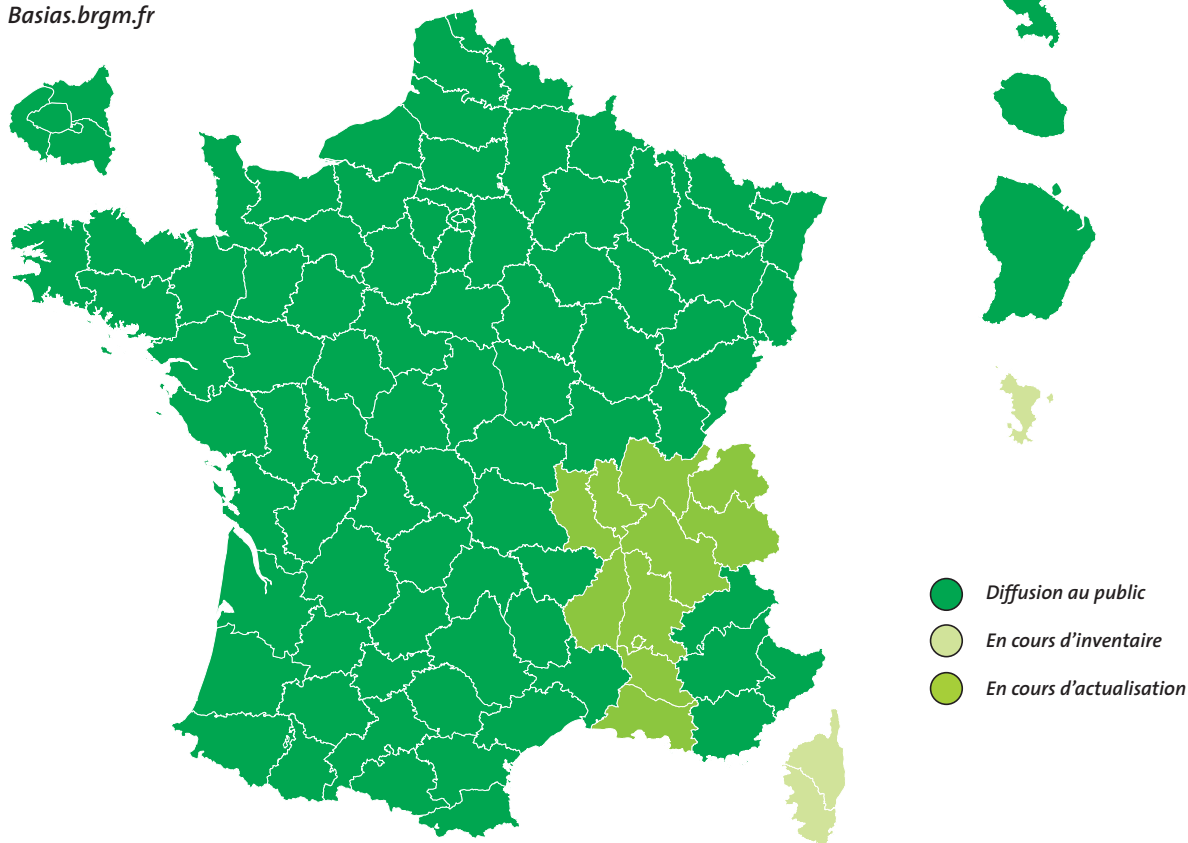 Basias.brgm.fr
Diffusion au public
En cours d’inventaire
En cours d’actualisation